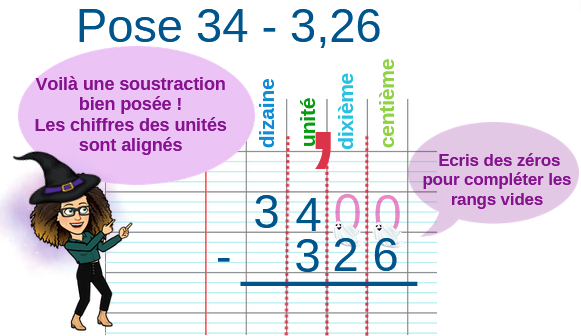 Pose 34 - 3,26
Voilà une soustraction
bien posée !
Les chiffres des unités
sont alignés
dizaine
unité
dixième
centième
,
Ecris des zéros
pour compléter les
rangs vides
3 4 0 0
- 3 2 6